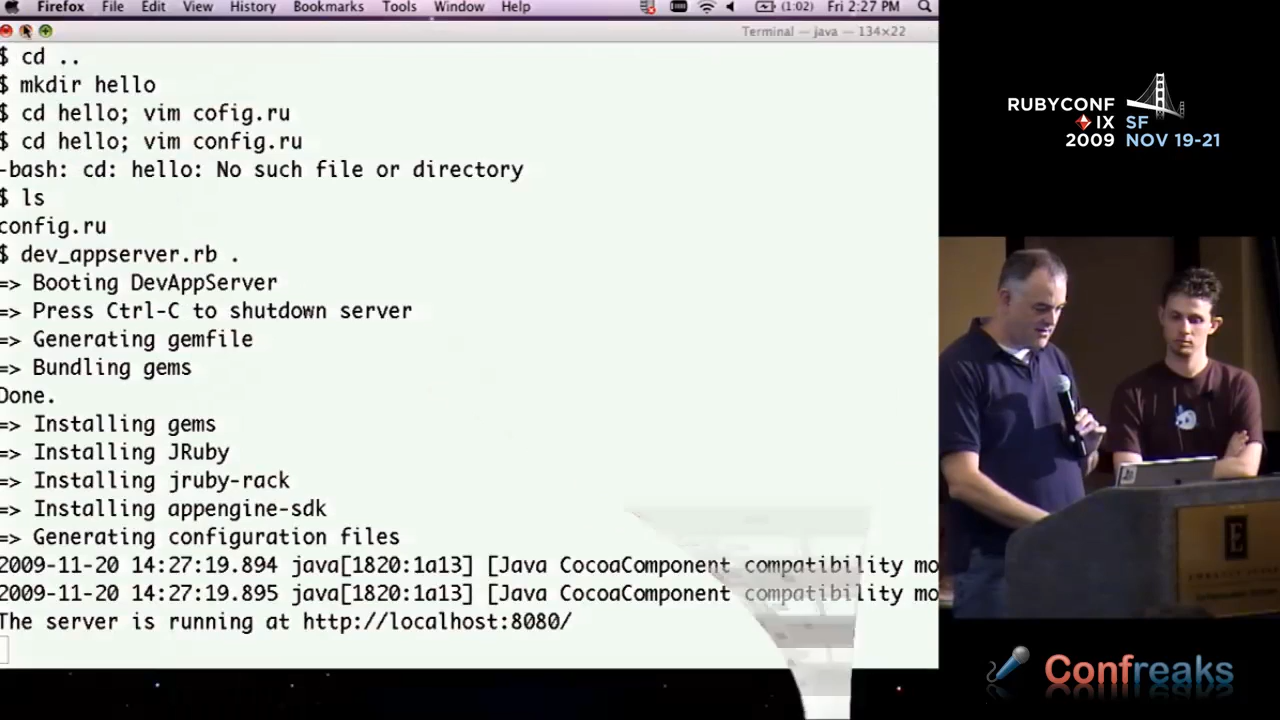 Firefox File Edit View History Bookmarks Tools Window Help (1:02) Fri 2:27 PM
Terminal — java — 134×22
$ cd ..
$ mkdir hello
$ cd hello; vim cofig.ru
$ cd hello; vim config.ru
-bash: cd: hello: No such file or directory
$ ls
config.ru
$ dev_appserver.rb .
=> Booting DevAppServer
=> Press Ctrl-C to shutdown server
=> Generating gemfile
=> Bundling gems
Done.
=> Installing gems
=> Installing JRuby
=> Installing jruby-rack
=> Installing appengine-sdk
=> Generating configuration files
2009-11-20 14:27:19.894 java[1820:1a13] [Java CocoaComponent compatibility mo
2009-11-20 14:27:19.895 java[1820:1a13] [Java CocoaComponent compatibility mo
The server is running at http://localhost:8080/
RUBYCONF
IX SF
2009 NOV 19-21
E
Confreaks